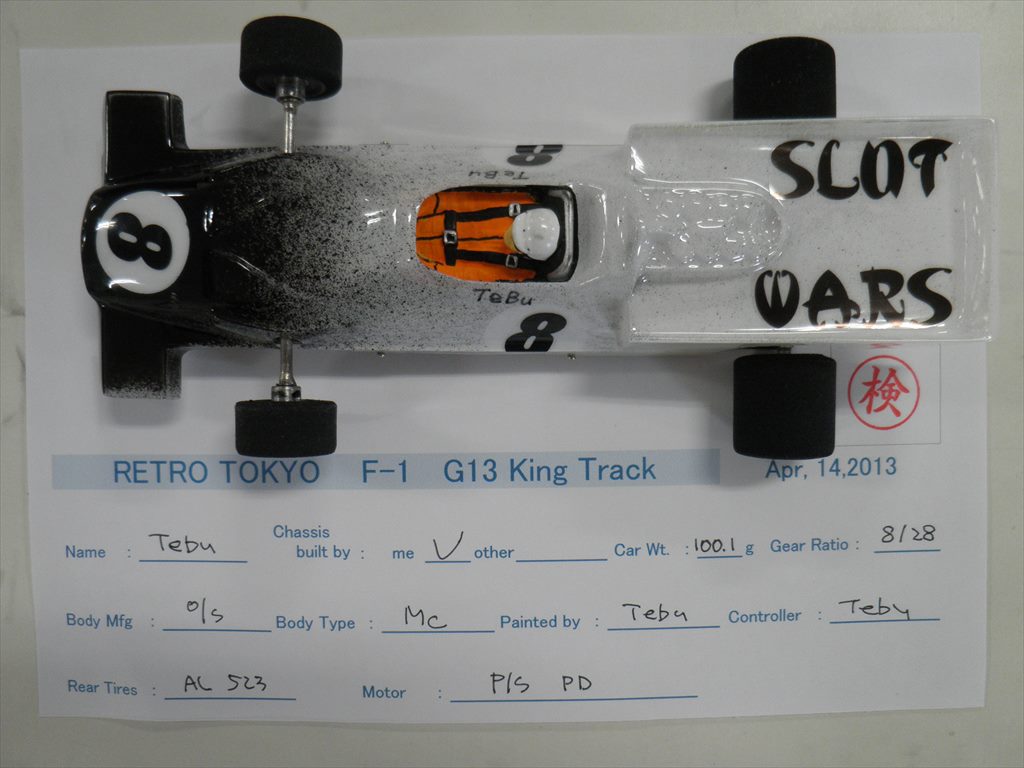 8
TeBu
SLOT
WARS
8
TeBu
8
検
RETRO TOKYO F-1 G13 King Track Apr, 14,2013
Name : Tebu Chassis built by : me V other Car Wt. : 100.1 g Gear Ratio : 8/28
Body Mfg : O/S Body Type : Mc Painted by : Tebu Controller : Tebu
Rear Tires : AL 523 Motor : P/S PD